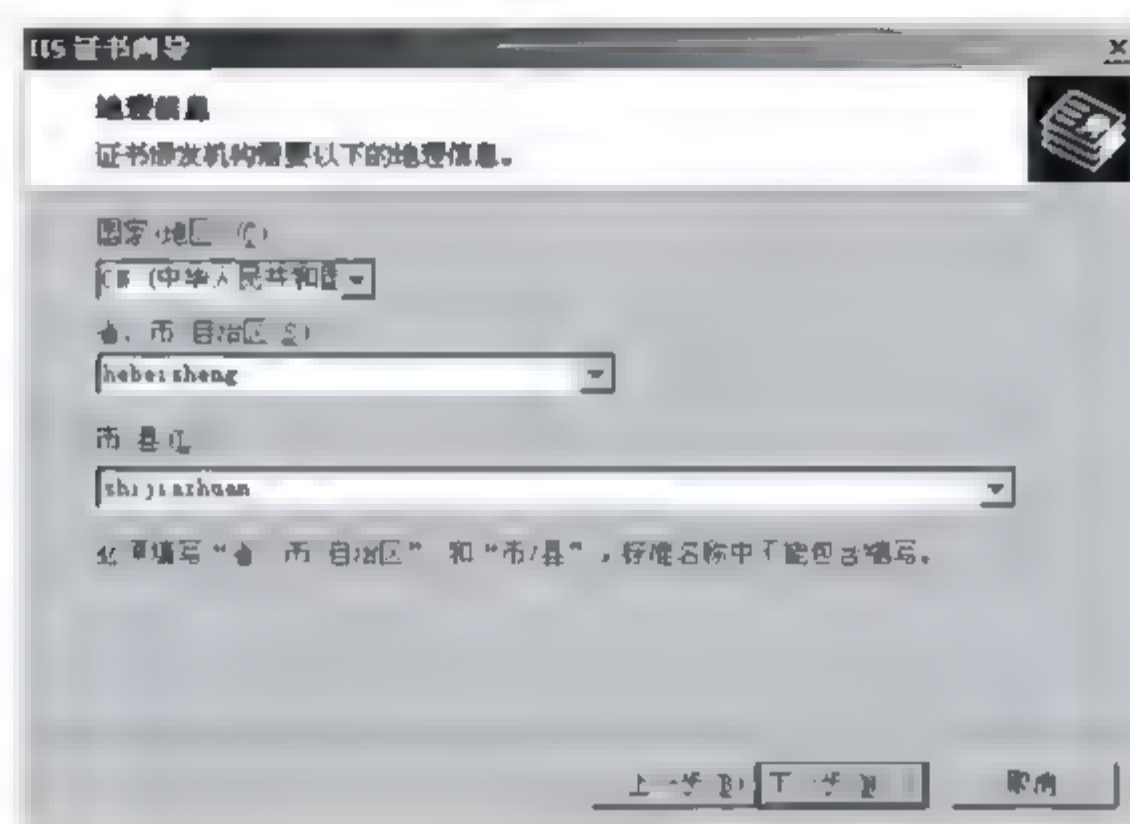 IIS 证书向导
地理信息
证书颁发机构需要以下的地理信息。
国家(地区)(C)
CN (中华人民共和国
省、市 自治区 S)
hebeisheng
市 县(L
shijiazhuan
必须填写“省 市 自治区” 和 “市/县”，标准名称中不能包含缩写。
上一步 B) 下一步 N 取消